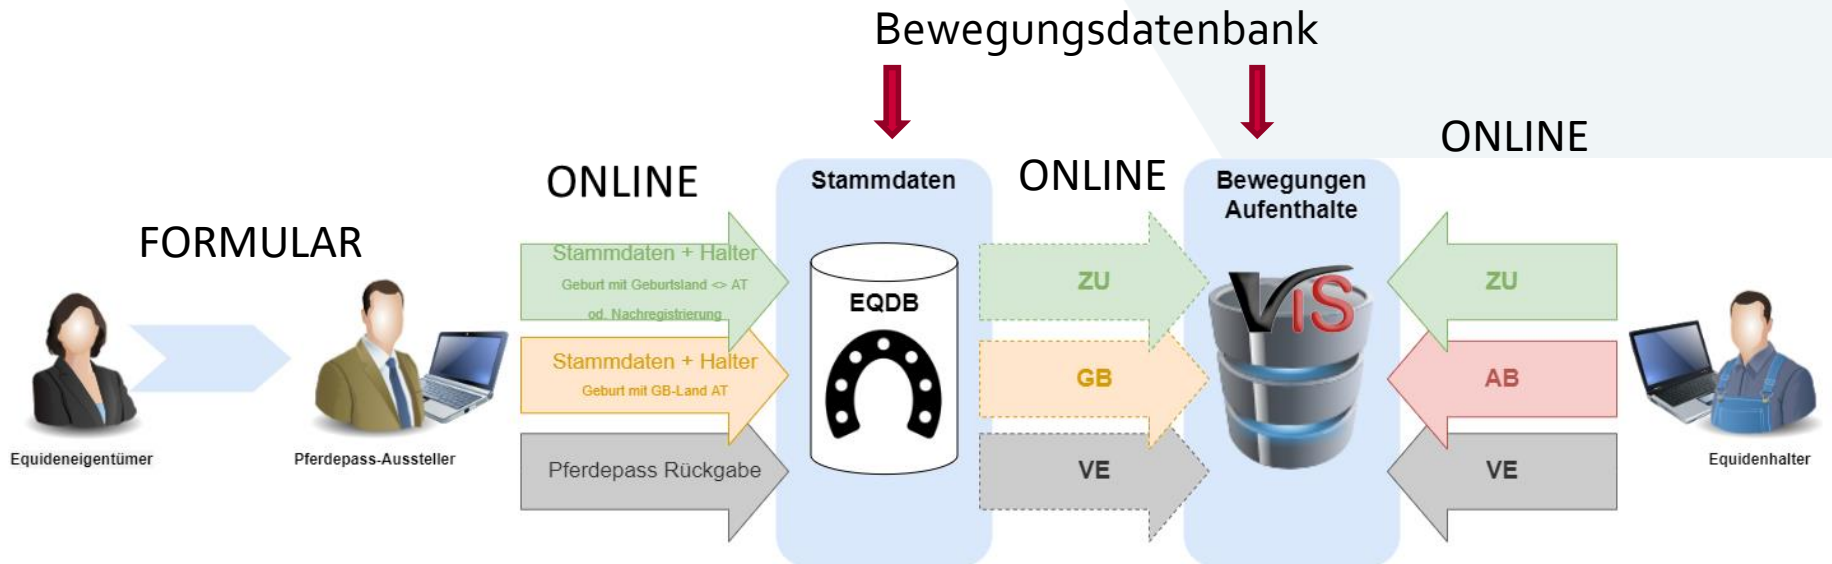 Bewegungsdatenbank
FORMULAR
ONLINE
ONLINE
ONLINE
Stammdaten
Bewegungen
Aufenthalte
Stammdaten + Halter
Geburt mit Geburtsland <> AT
od. Nachregistrierung
Stammdaten + Halter
Geburt mit GB-Land AT
Pferdepass Rückgabe
EQDB
ZU
GB
VE
ViS
ZU
AB
VE
Equideneigentümer
Pferdepass-Aussteller
Equidenhalter